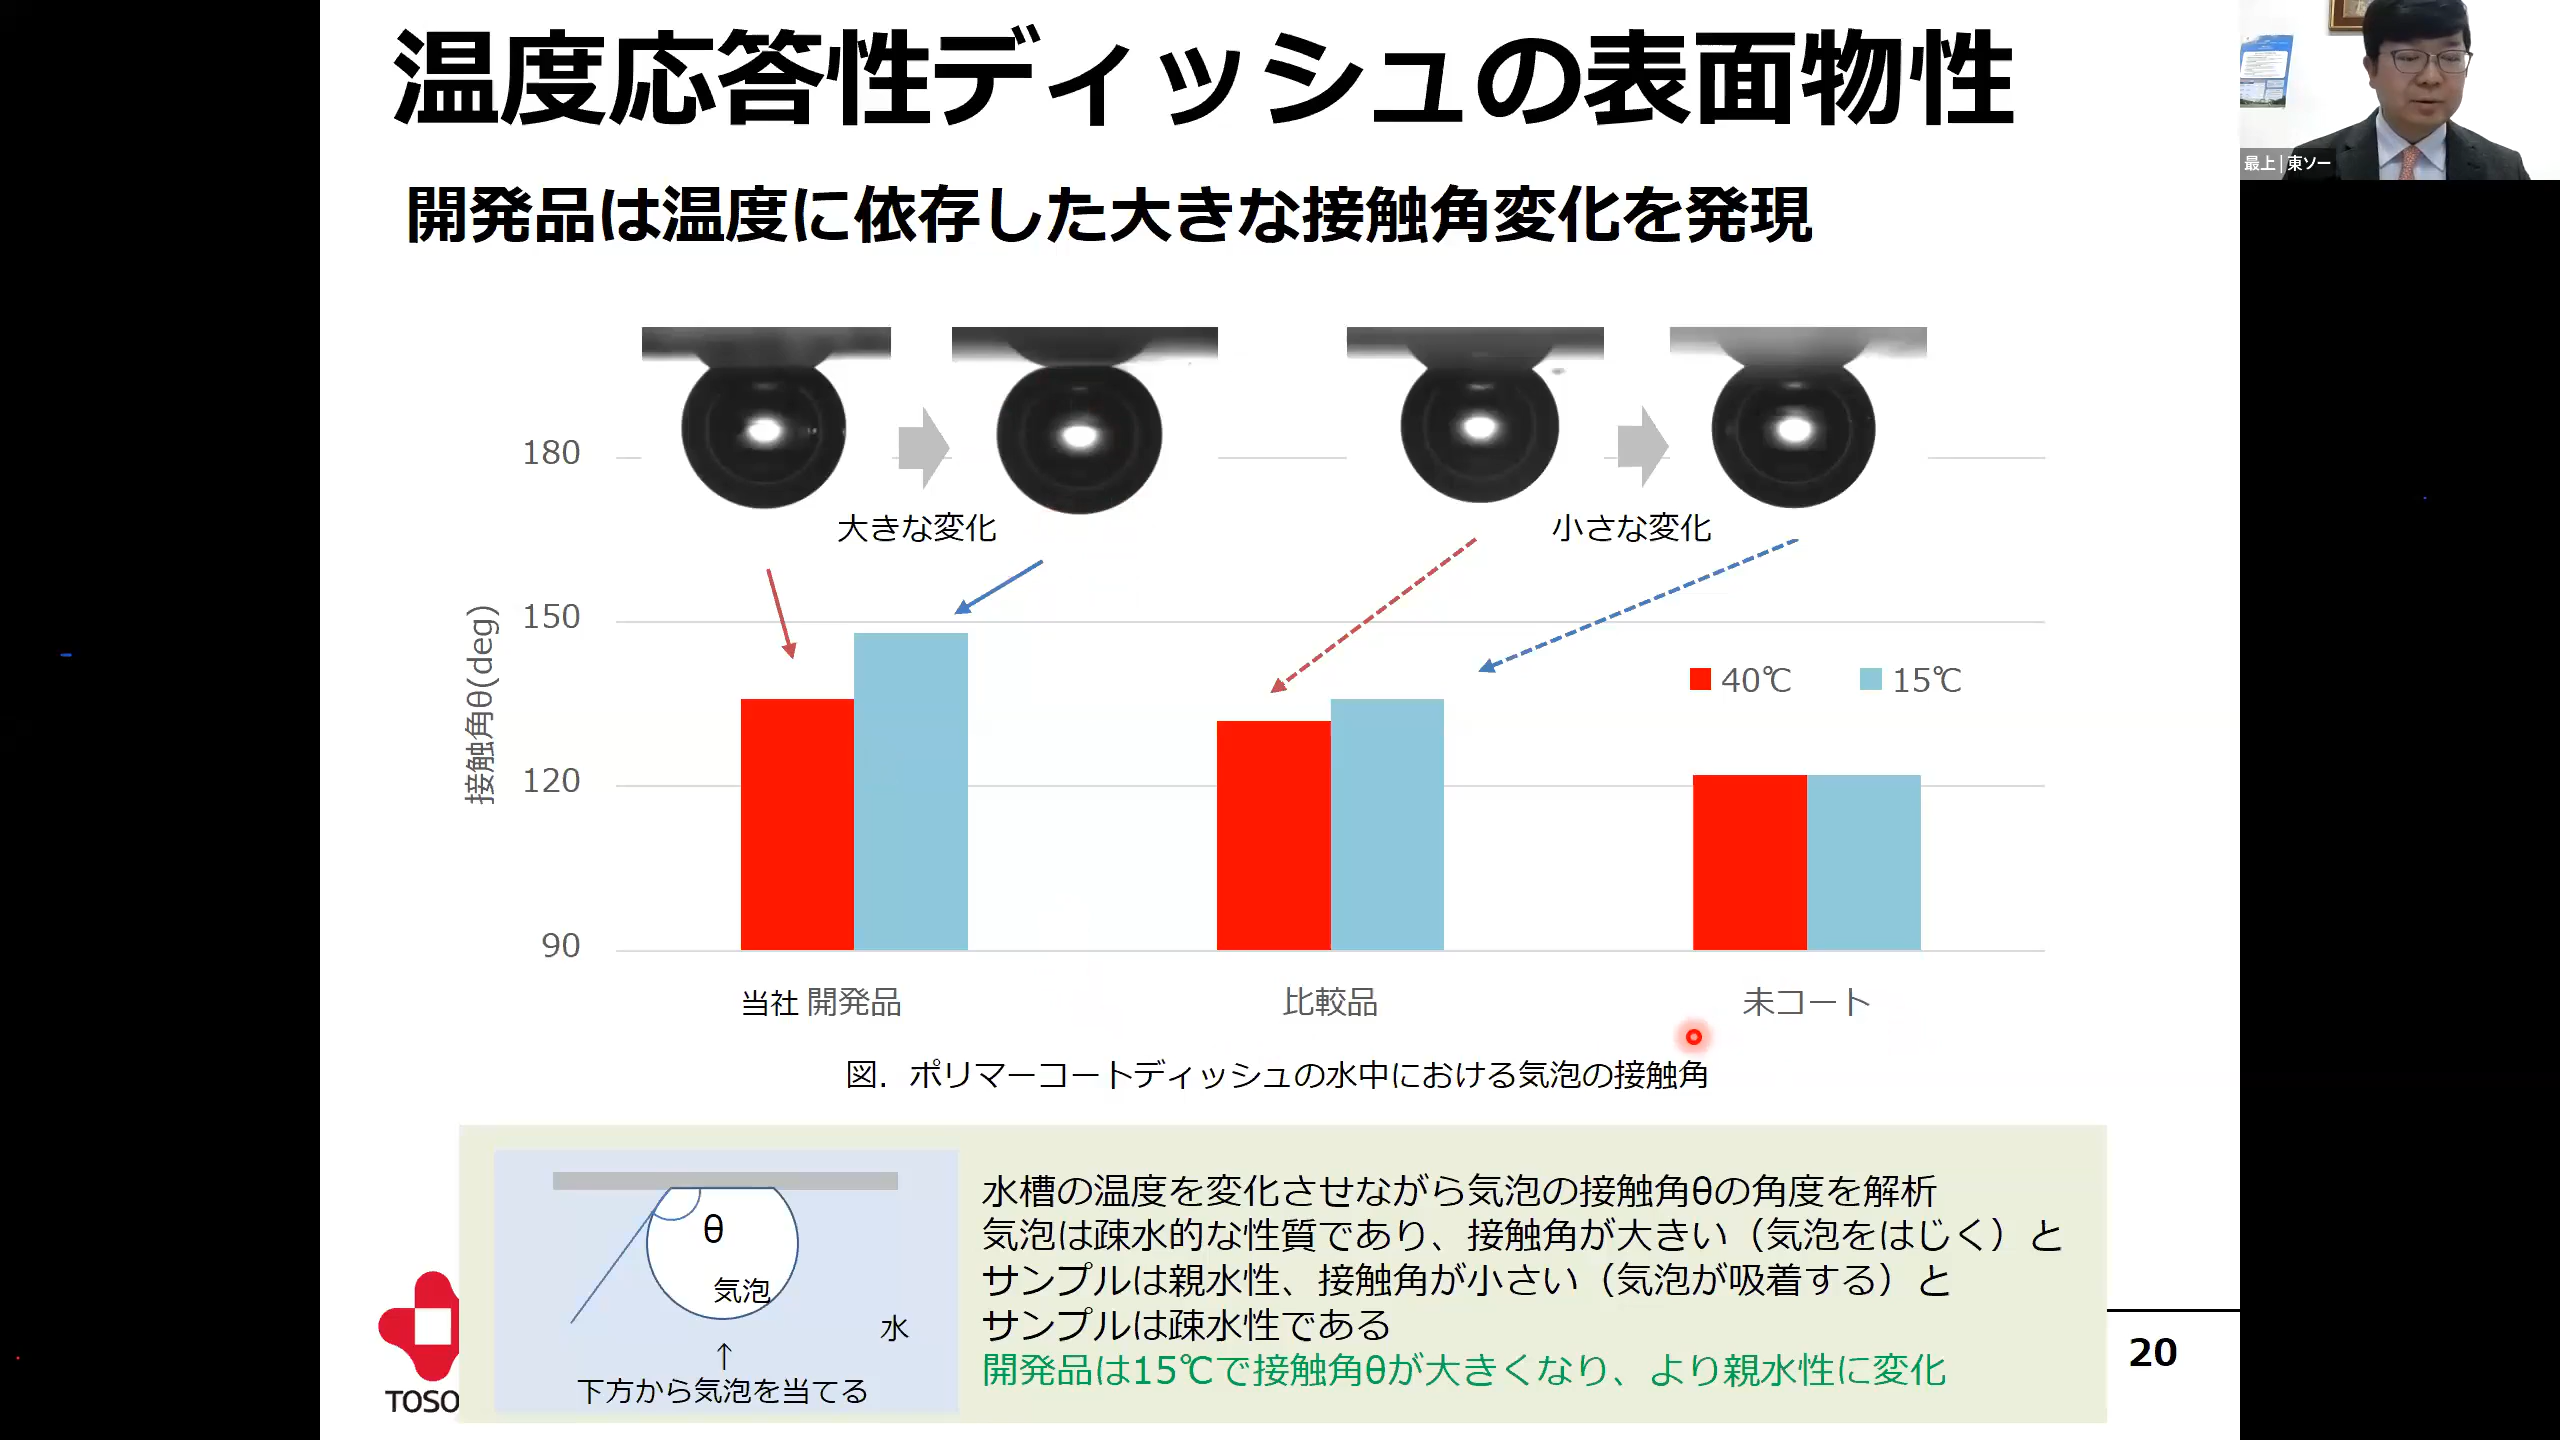 温度応答性ディッシュの表面物性
最上 | 東ソー
開発品は温度に依存した大きな接触角変化を発現
180
150
120
90
接触角θ(deg)
大きな変化
小さな変化
40℃
15℃
当社 開発品
比較品
未コート
図．ポリマーコートディッシュの水中における気泡の接触角
θ
気泡
水
↑
下方から気泡を当てる
水槽の温度を変化させながら気泡の接触角θの角度を解析
気泡は疎水的な性質であり、接触角が大きい（気泡をはじく）と
サンプルは親水性、接触角が小さい（気泡が吸着する）と
サンプルは疎水性である
開発品は15℃で接触角θが大きくなり、より親水性に変化
TOSO
20